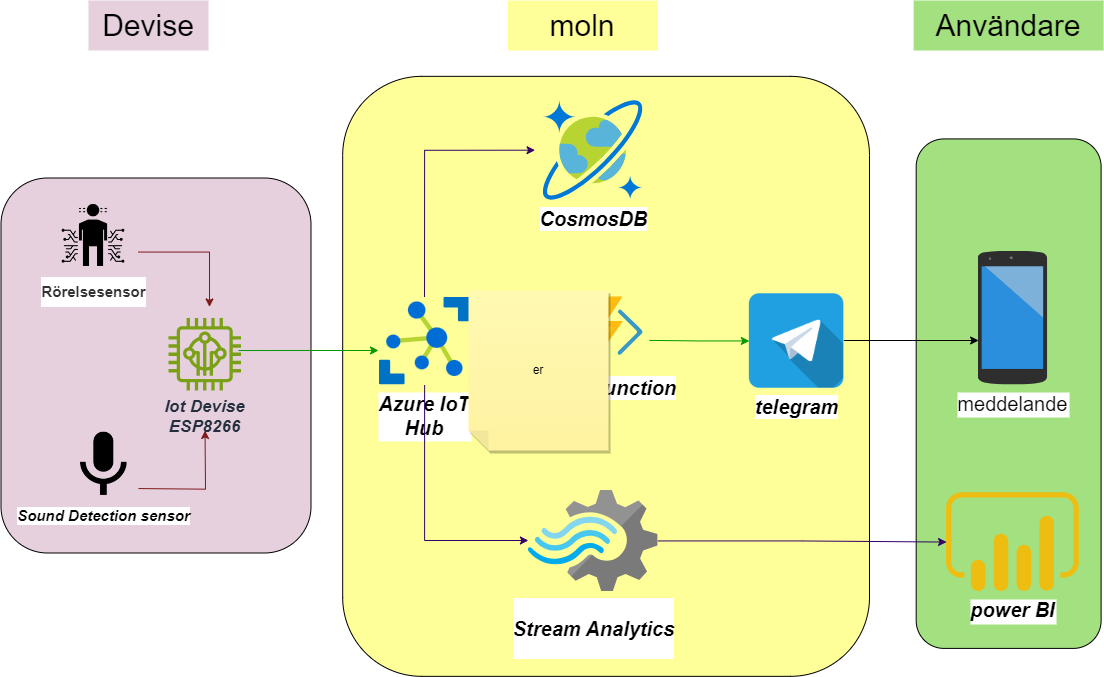 Devise
moln
Användare
CosmosDB
Rörelsesensor
Iot Devise
ESP8266
Sound Detection sensor
Azure IoT
Hub
er
unction
telegram
meddelande
Stream Analytics
power BI